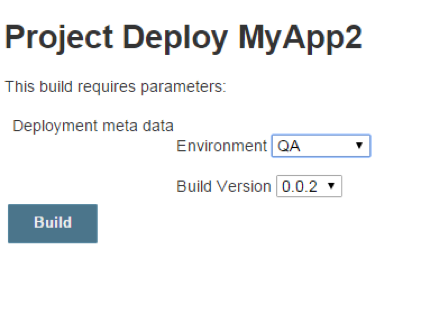 Project Deploy MyApp2
This build requires parameters:
Deployment meta data
Environment QA
Build Version 0.0.2
Build